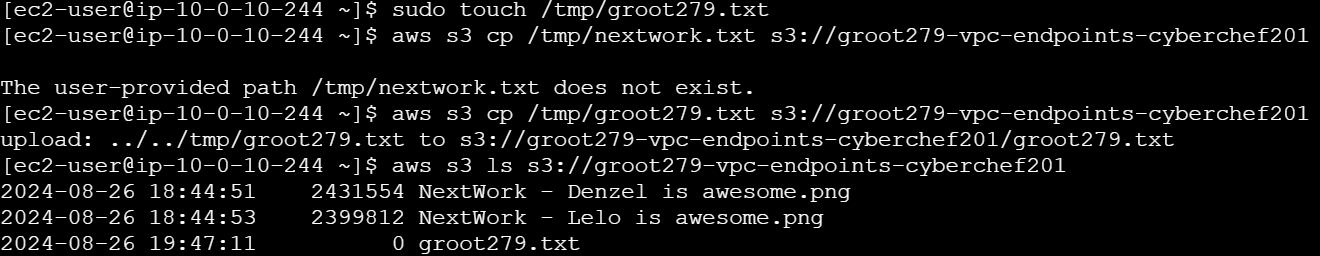 [ec2-user@ip-10-0-10-244 ~]$ sudo touch /tmp/groot279.txt
[ec2-user@ip-10-0-10-244 ~]$ aws s3 cp /tmp/nextwork.txt s3://groot279-vpc-endpoints-cyberchef201
The user-provided path /tmp/nextwork.txt does not exist.
[ec2-user@ip-10-0-10-244 ~]$ aws s3 cp /tmp/groot279.txt s3://groot279-vpc-endpoints-cyberchef201
upload: ../../tmp/groot279.txt to s3://groot279-vpc-endpoints-cyberchef201/groot279.txt
[ec2-user@ip-10-0-10-244 ~]$ aws s3 ls s3://groot279-vpc-endpoints-cyberchef201
2024-08-26 18:44:51    2431554 NextWork - Denzel is awesome.png
2024-08-26 18:44:53    2399812 NextWork - Lelo is awesome.png
2024-08-26 19:47:11          0 groot279.txt